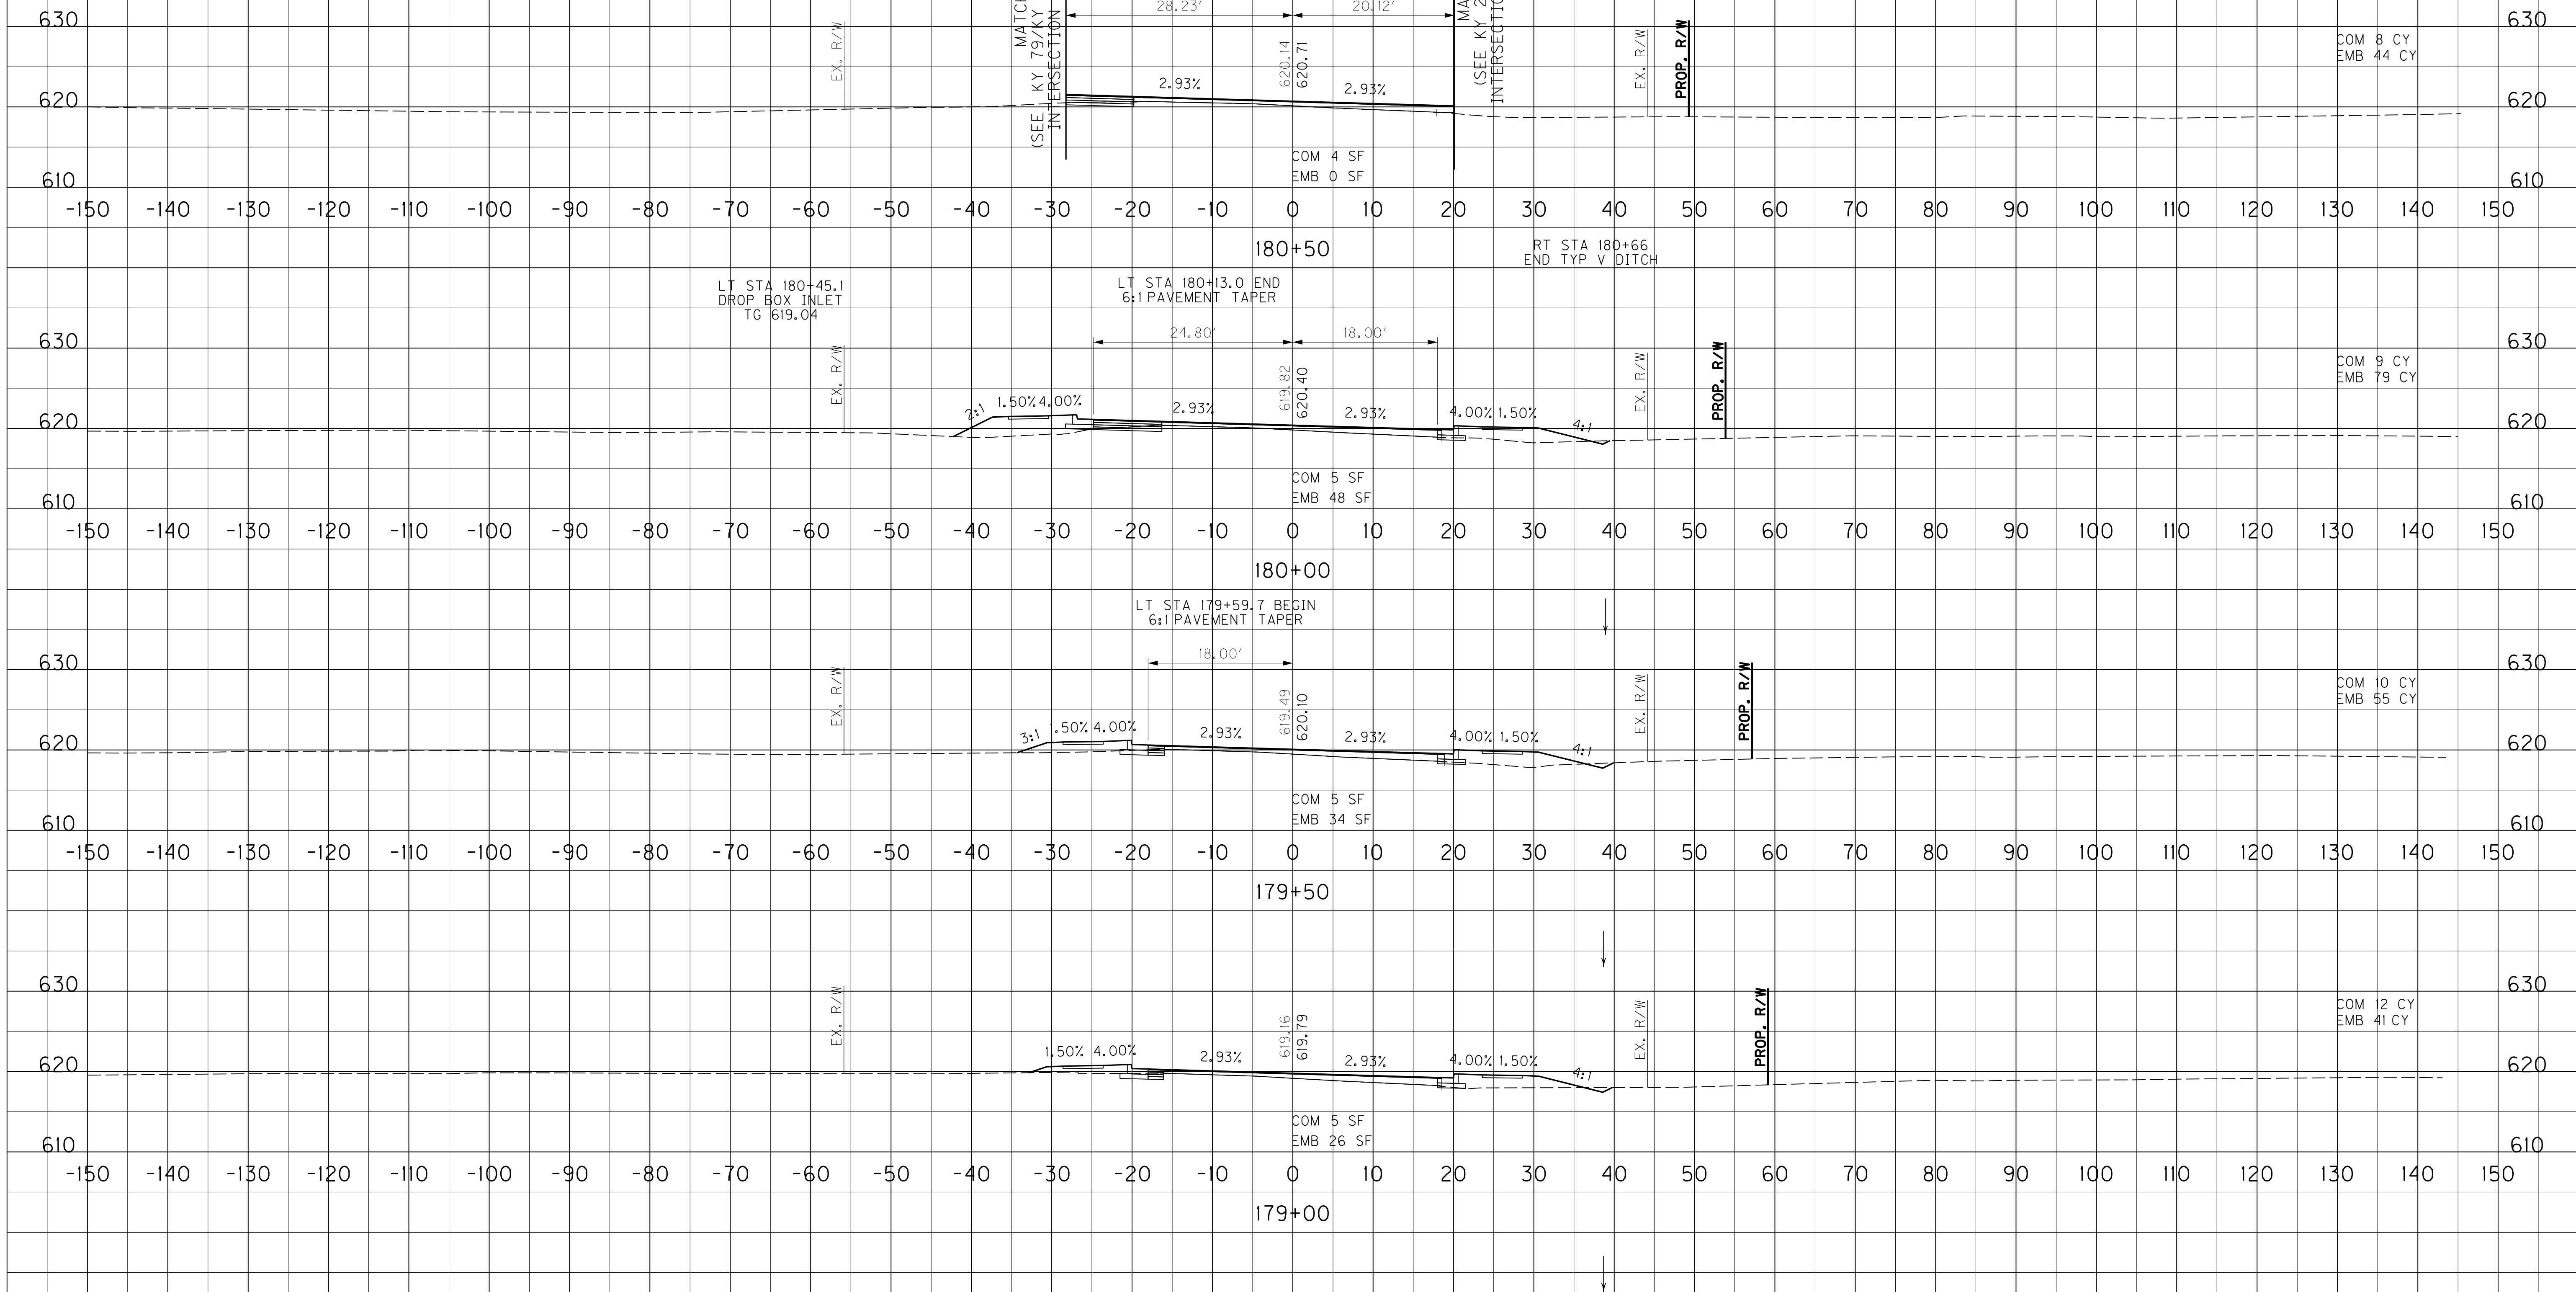 630
28.23'
20.12'
630
MATCH
(SEE KY 79/KY
INTERSECTION
(SEE KY 2
INTERSECTIO
EX. R/W
620.14
620.71
EX. R/W
PROP. R/W
COM 8 CY
EMB 44 CY
2.93%
2.93%
620
620
COM 4 SF
EMB 0 SF
610
610
-150 -140 -130 -120 -110 -100 -90 -80 -70 -60 -50 -40 -30 -20 -10 0 10 20 30 40 50 60 70 80 90 100 110 120 130 140 150
180+50
RT STA 180+66
END TYP V DITCH
LT STA 180+45.1
DROP BOX INLET
TG 619.04
LT STA 180+13.0 END
6:1 PAVEMENT TAPER
24.80'
18.00'
630
630
EX. R/W
619.82
620.40
EX. R/W
PROP. R/W
COM 9 CY
EMB 79 CY
2:1
1.50% 4.00%
2.93%
2.93%
4.00% 1.50%
4:1
620
620
COM 5 SF
EMB 48 SF
610
610
-150 -140 -130 -120 -110 -100 -90 -80 -70 -60 -50 -40 -30 -20 -10 0 10 20 30 40 50 60 70 80 90 100 110 120 130 140 150
180+00
LT STA 179+59.7 BEGIN
6:1 PAVEMENT TAPER
18.00'
630
630
EX. R/W
619.49
620.10
EX. R/W
PROP. R/W
COM 10 CY
EMB 55 CY
3:1
1.50% 4.00%
2.93%
2.93%
4.00% 1.50%
4:1
620
620
COM 5 SF
EMB 34 SF
610
610
-150 -140 -130 -120 -110 -100 -90 -80 -70 -60 -50 -40 -30 -20 -10 0 10 20 30 40 50 60 70 80 90 100 110 120 130 140 150
179+50
630
630
EX. R/W
619.16
619.79
EX. R/W
PROP. R/W
COM 12 CY
EMB 41 CY
1.50% 4.00%
2.93%
2.93%
4.00% 1.50%
4:1
620
620
COM 5 SF
EMB 26 SF
610
610
-150 -140 -130 -120 -110 -100 -90 -80 -70 -60 -50 -40 -30 -20 -10 0 10 20 30 40 50 60 70 80 90 100 110 120 130 140 150
179+00